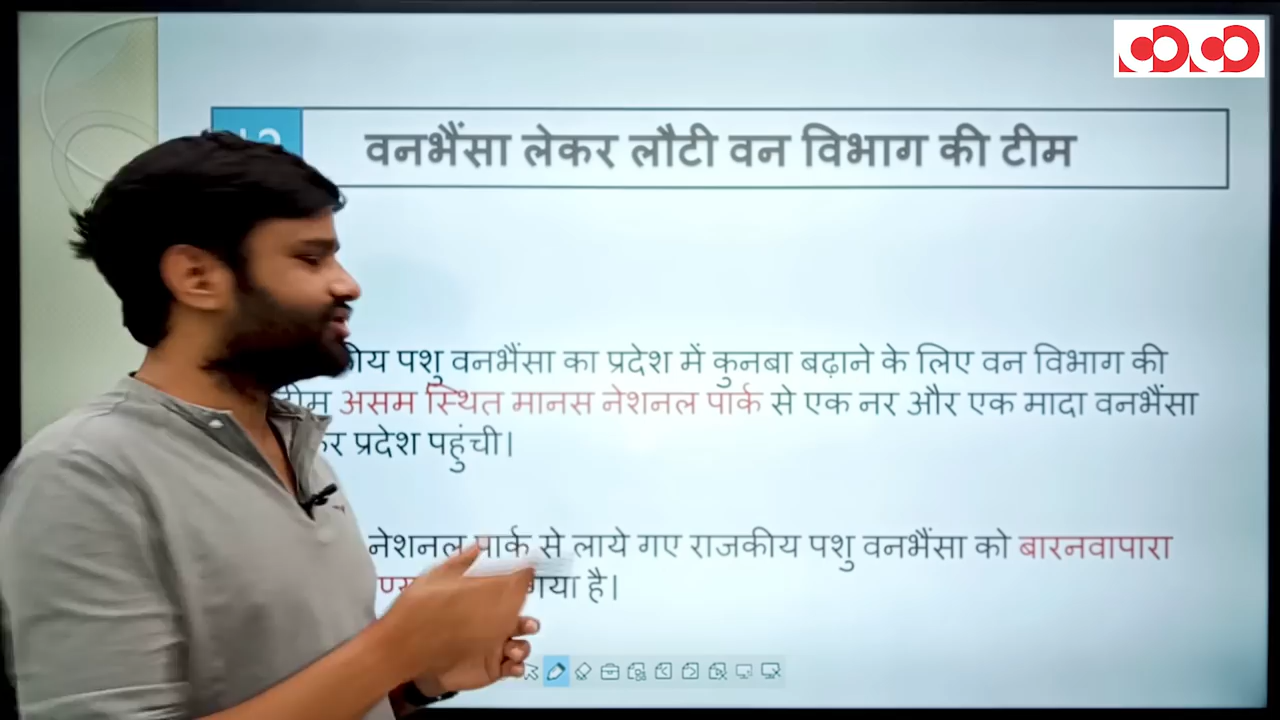 वनभैंसा लेकर लौटी वन विभाग की टीम
पशु वनभैंसा का प्रदेश में कुनबा बढ़ाने के लिए वन विभाग की
टीम असम स्थित मानस नेशनल पार्क से एक नर और एक मादा वनभैंसा
प्रदेश पहुंची।
नेशनल पार्क से लाये गए राजकीय पशु वनभैंसा को बारनवापारा
गया है।